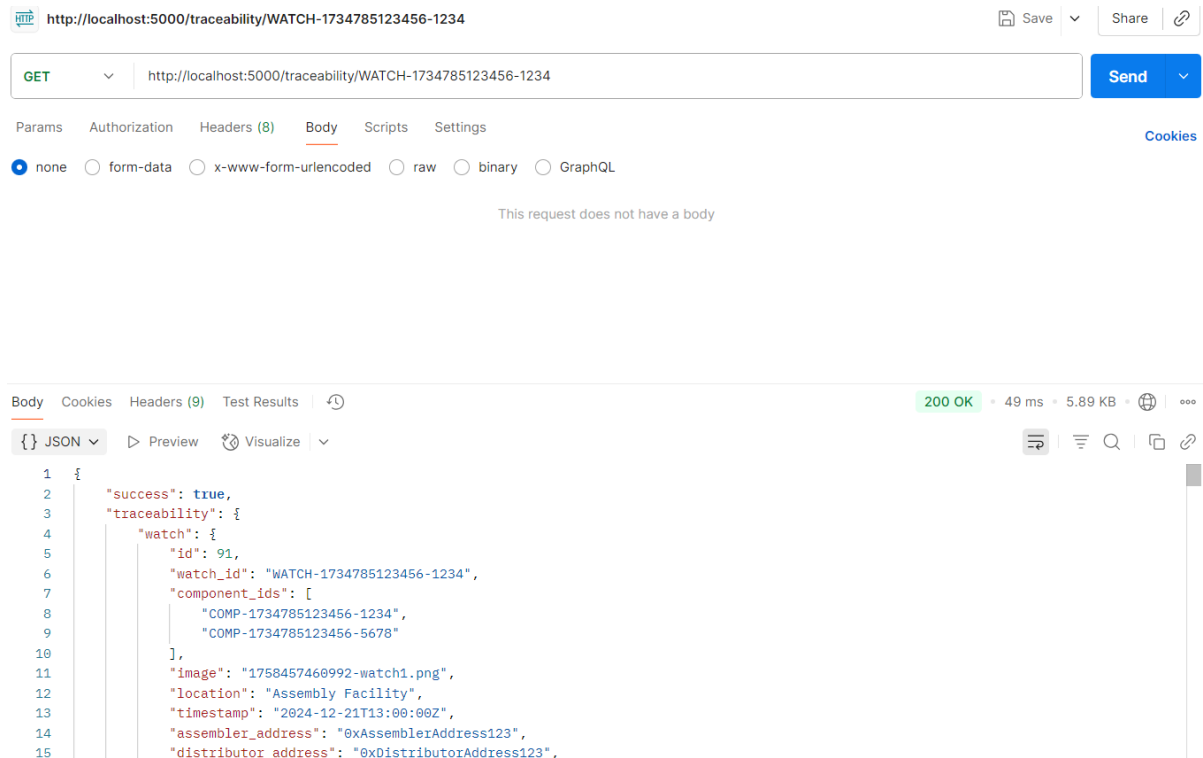 HTTP http://localhost:5000/traceability/WATCH-1734785123456-1234 Save Share
GET http://localhost:5000/traceability/WATCH-1734785123456-1234 Send
Params Authorization Headers (8) Body Scripts Settings Cookies
none form-data x-www-form-urlencoded raw binary GraphQL
This request does not have a body
Body Cookies Headers (9) Test Results 200 OK • 49 ms • 5.89 KB •
{} JSON Preview Visualize
1 {
2 "success": true,
3 "traceability": {
4 "watch": {
5 "id": 91,
6 "watch_id": "WATCH-1734785123456-1234",
7 "component_ids": [
8 "COMP-1734785123456-1234",
9 "COMP-1734785123456-5678"
10 ],
11 "image": "1758457460992-watch1.png",
12 "location": "Assembly Facility",
13 "timestamp": "2024-12-21T13:00:00Z",
14 "assembler_address": "0xAssemblerAddress123",
15 "distributor_address": "0xDistributorAddress123",